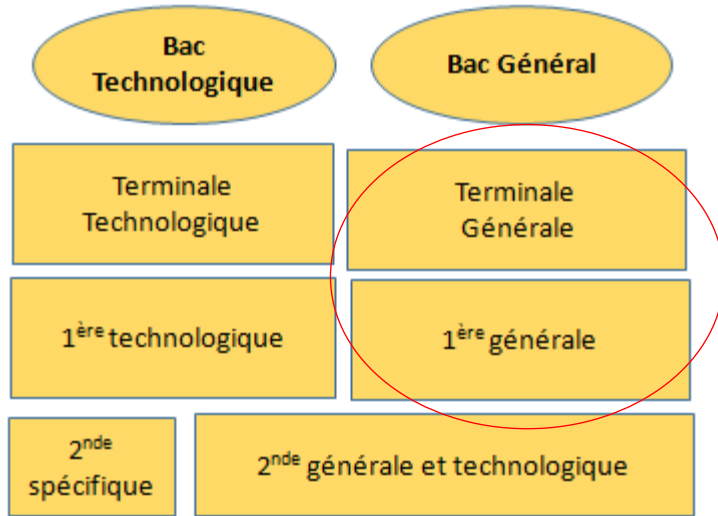 Bac
Technologique
Bac Général
Terminale
Technologique
Terminale
Générale
1ère technologique
1ère générale
2nde
spécifique
2nde générale et technologique